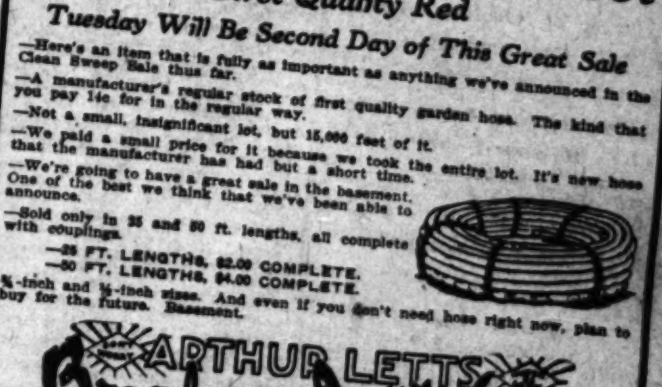 Quality Red
Tuesday Will Be Second Day of This Great Sale
—Here's an item that is fully as important as anything we've announced in the
Clean Sweep Sale thus far.
—A manufacturer's regular stock of first quality garden hose. The kind that
you pay 14c for in the regular way.
—Not a small, insignificant lot, but 15,000 feet of it.
—We paid a small price for it because we took the entire lot. It's new hose
that the manufacturer has had but a short time.
—We're going to have a great sale in the basement.
One of the best we think that we've been able to
announce.
—Sold only in 25 and 50 ft. lengths, all complete
with couplings.
—25 FT. LENGTHS, $2.00 COMPLETE.
—50 FT. LENGTHS, $4.00 COMPLETE.
-inch and -inch sizes. And even if you don't need hose right now, plan to
buy for the future. Basement.
DON'T WORRY
ARTHUR LETTS